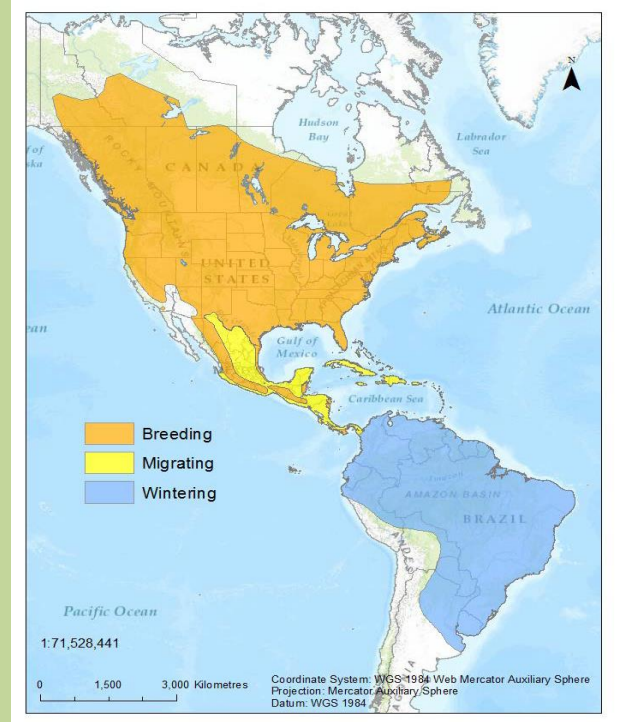 N
Hudson
Bay
Labrador
Sea
CANADA
ROCKY MOUNTAINS
UNITED
STATES
Atlantic Ocean
Gulf of
Mexico
Caribbean Sea
Breeding
Migrating
Wintering
AMAZON BASIN
BRAZIL
ANDES
Pacific Ocean
1:71,528,441
0 1,500 3,000 Kilometres
Coordinate System: WGS 1984 Web Mercator Auxiliary Sphere
Projection: Mercator Auxiliary Sphere
Datum: WGS 1984